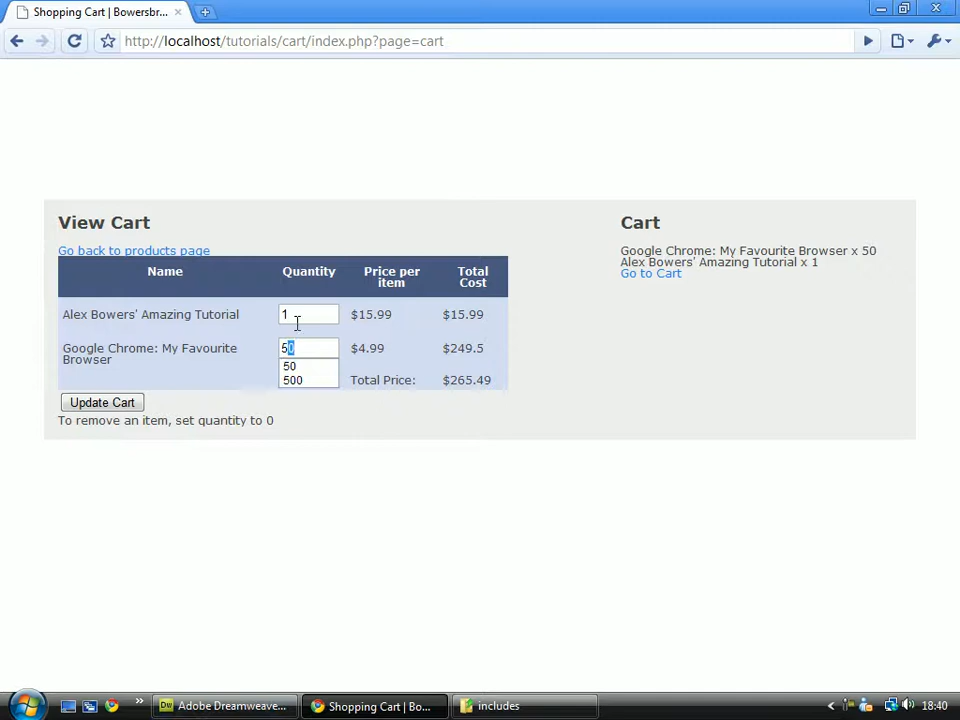 Shopping Cart | Bowersbr...
http://localhost/tutorials/cart/index.php?page=cart
View Cart
Go back to products page
Name Quantity Price per item Total Cost
Alex Bowers' Amazing Tutorial 1 $15.99 $15.99
Google Chrome: My Favourite Browser 50 $4.99 $249.5
50
500
Total Price: $265.49
Update Cart
To remove an item, set quantity to 0
Cart
Google Chrome: My Favourite Browser x 50
Alex Bowers' Amazing Tutorial x 1
Go to Cart
Dw Adobe Dreamweave... Shopping Cart | Bo... includes 18:40